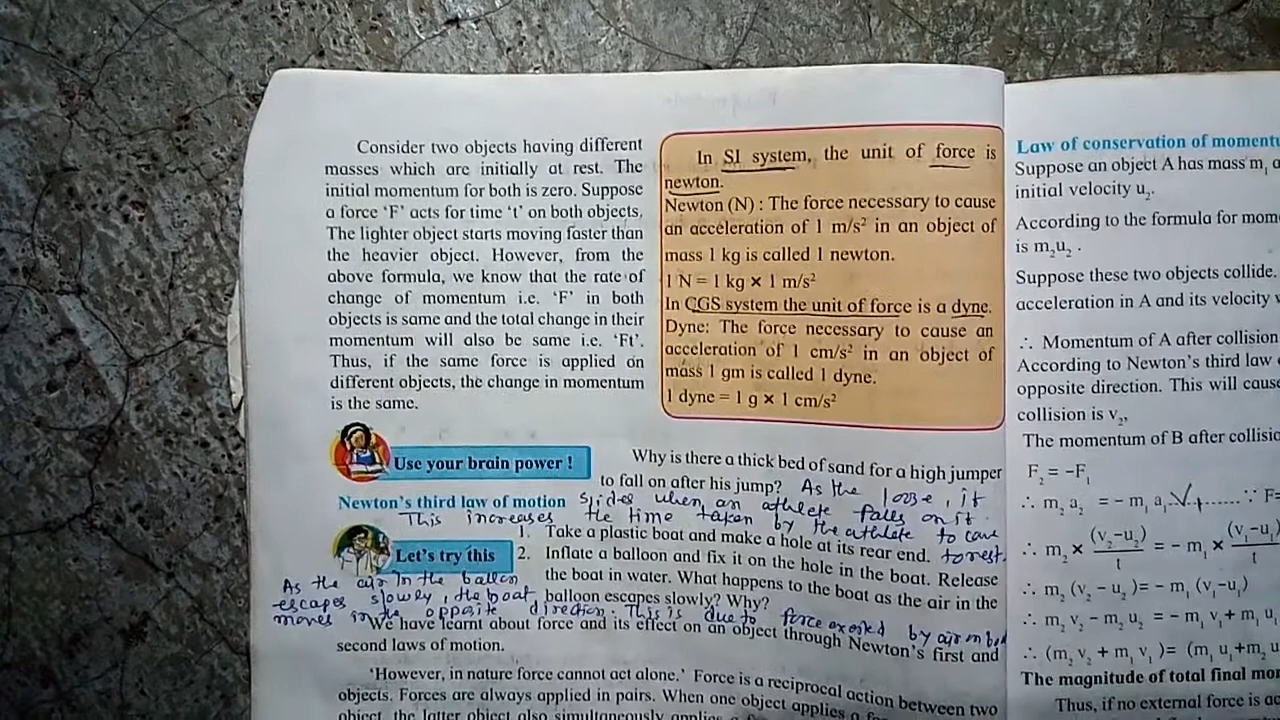 Consider two objects having different
masses which are initially at rest. The
initial momentum for both is zero. Suppose
a force ‘F’ acts for time ‘t’ on both objects.
The lighter object starts moving faster than
the heavier object. However, from the
above formula, we know that the rate of
change of momentum i.e. ‘F’ in both
objects is same and the total change in their
momentum will also be same i.e. ‘Ft’.
Thus, if the same force is applied on
different objects, the change in momentum
is the same.
In SI system, the unit of force is
newton.
Newton (N) : The force necessary to cause
an acceleration of 1 m/s² in an object of
mass 1 kg is called 1 newton.
1 N = 1 kg × 1 m/s²
In CGS system the unit of force is a dyne.
Dyne: The force necessary to cause an
acceleration of 1 cm/s² in an object of
mass 1 gm is called 1 dyne.
1 dyne = 1 g × 1 cm/s²
Use your brain power !
Why is there a thick bed of sand for a high jumper
to fall on after his jump? As the loose, it
slides when an athlete falls on it.
This increases the time taken by the athlete to come
to rest.
Newton’s third law of motion
Let’s try this
1. Take a plastic boat and make a hole at its rear end.
2. Inflate a balloon and fix it on the hole in the boat. Release
the boat in water. What happens to the boat as the air in the
balloon escapes slowly? Why?
As the air in the ballon
escapes slowly, the boat
moves in the opposite direction. This is due to force exerted by air on
We have learnt about force and its effect on an object through Newton’s first and
second laws of motion.
‘However, in nature force cannot act alone.’ Force is a reciprocal action between two
objects. Forces are always applied in pairs. When one object applies a
object, the latter object also simultaneously applies a
Law of conservation of
Suppose an object A has mass m₁
initial velocity u₂.
According to the formula for
is m₂u₂ .
Suppose these two objects collide.
acceleration in A and its velocity
∴ Momentum of A after collision
According to Newton’s third law
opposite direction. This will
collision is v₂,
The momentum of B after
F₂ = –F₁
∴ m₂ a₂ = – m₁ a₁ ....... ∵ F=
∴ m₂ × (v₂–u₂)/t = – m₁ × (v₁–u₁)/t
∴ m₂ (v₂ – u₂)= – m₁ (v₁–u₁)
∴ m₂ v₂ – m₂ u₂ = – m₁ v₁+ m₁ u₁
∴ (m₂ v₂ + m₁ v₁ )= (m₁ u₁+m₂
The magnitude of total final
Thus, if no external force is